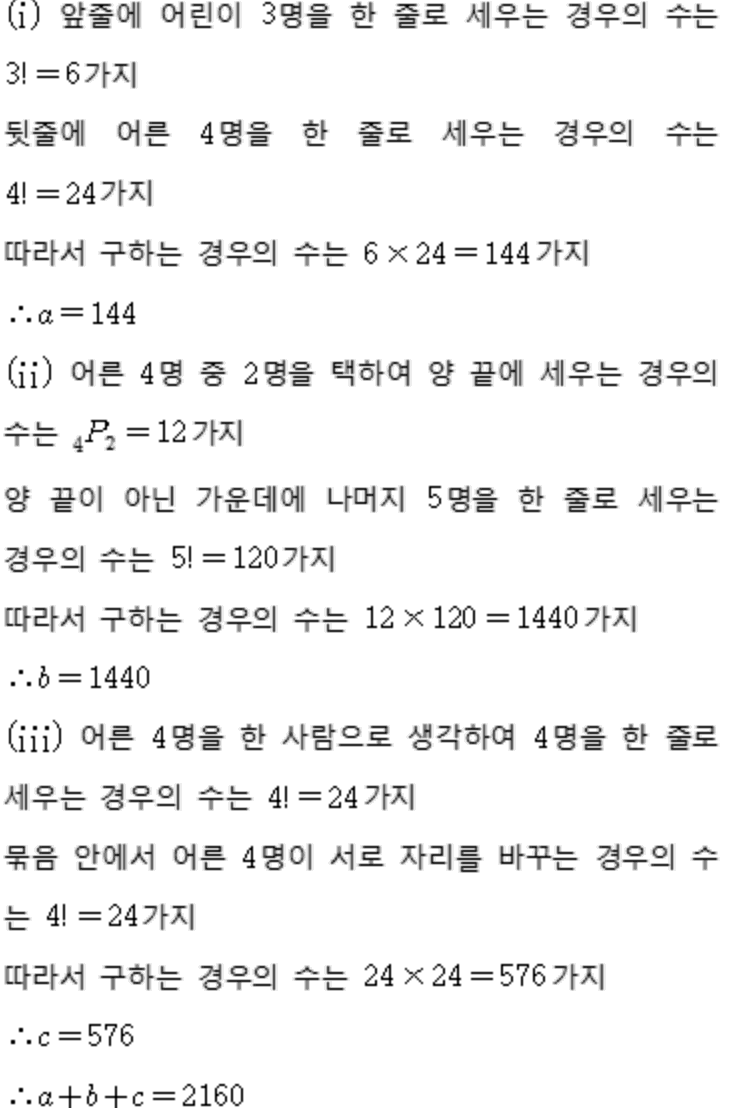 (i) 앞줄에 어린이 3명을 한 줄로 세우는 경우의 수는
3! = 6가지
뒷줄에 어른 4명을 한 줄로 세우는 경우의 수는
4! = 24가지
따라서 구하는 경우의 수는 6 × 24 = 144가지
∴ a = 144
(ii) 어른 4명 중 2명을 택하여 양 끝에 세우는 경우의
수는 ₄P₂ = 12가지
양 끝이 아닌 가운데에 나머지 5명을 한 줄로 세우는
경우의 수는 5! = 120가지
따라서 구하는 경우의 수는 12 × 120 = 1440가지
∴ b = 1440
(iii) 어른 4명을 한 사람으로 생각하여 4명을 한 줄로
세우는 경우의 수는 4! = 24가지
묶음 안에서 어른 4명이 서로 자리를 바꾸는 경우의 수
는 4! = 24가지
따라서 구하는 경우의 수는 24 × 24 = 576가지
∴ c = 576
∴ a + b + c = 2160